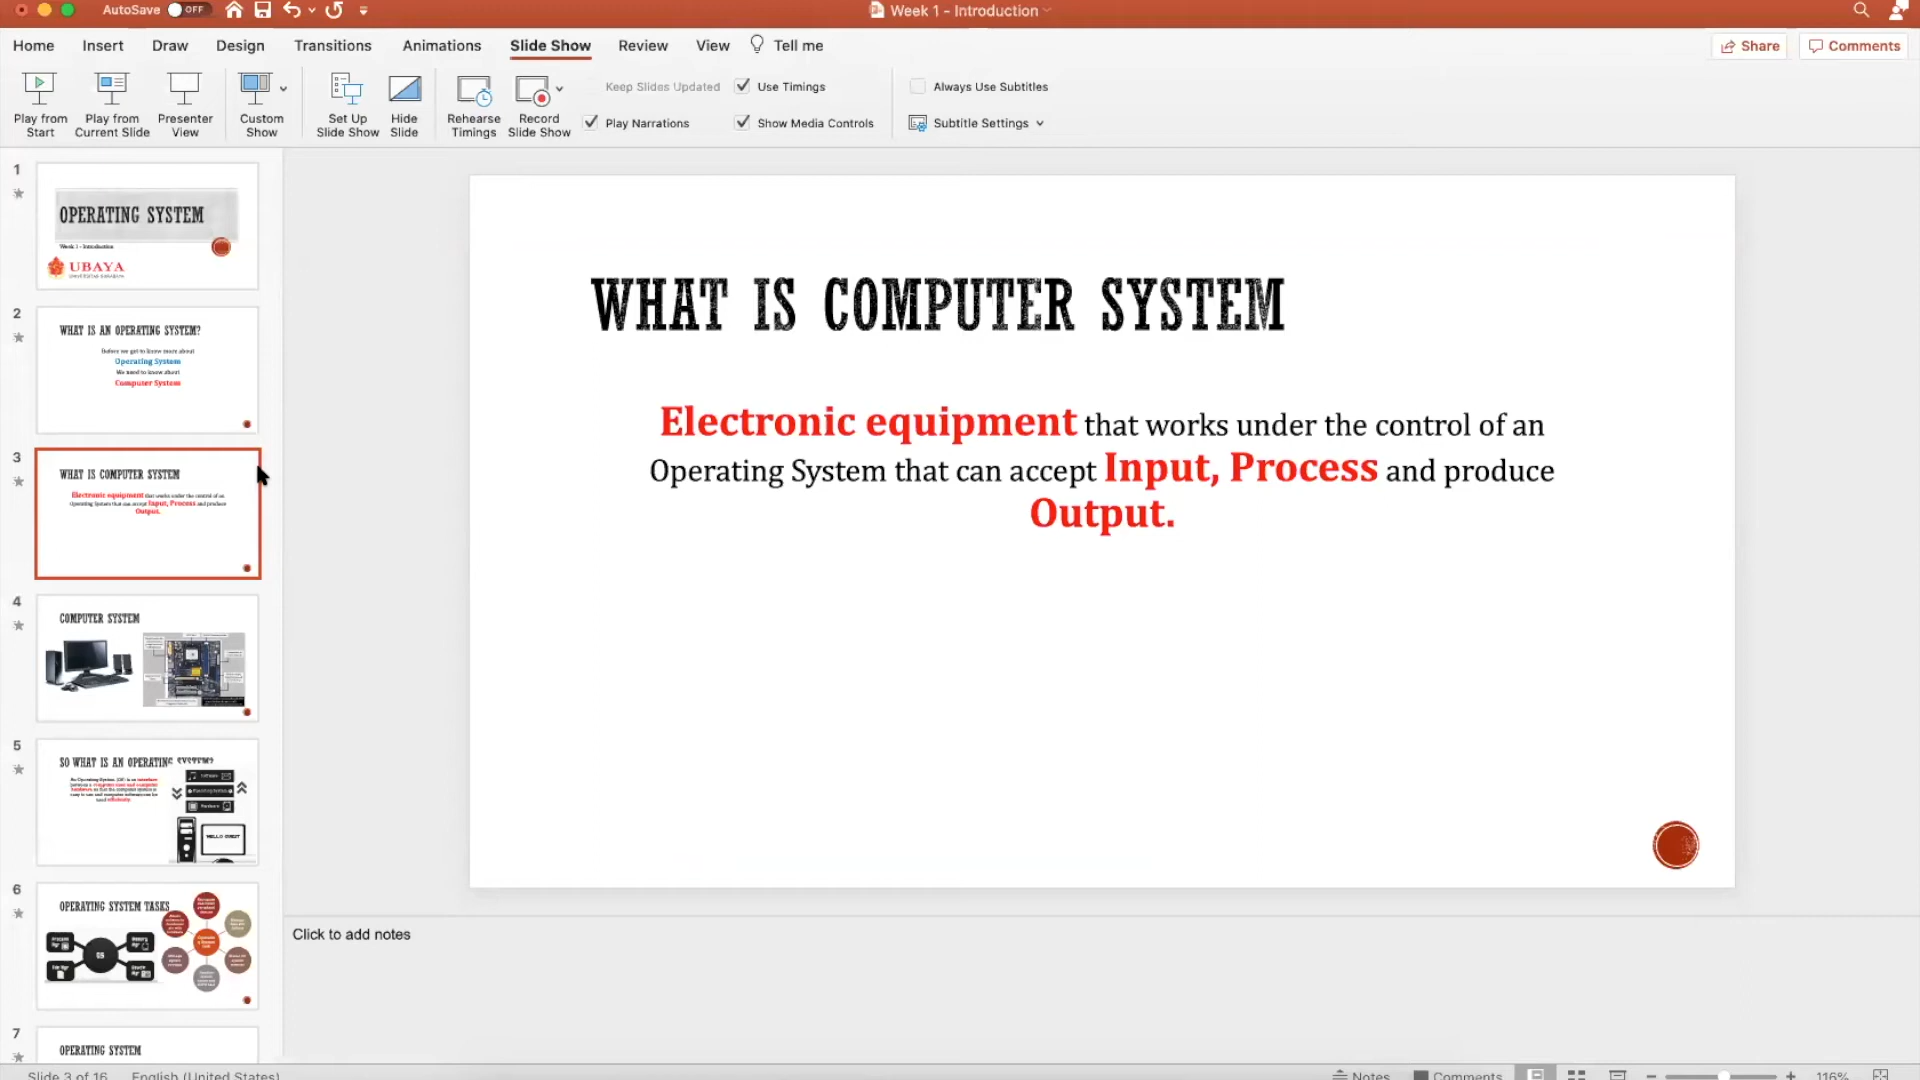 AutoSave OFF
Week 1 - Introduction
Home Insert Draw Design Transitions Animations Slide Show Review View Tell me
Share Comments
Play from Start
Play from Current Slide
Presenter View
Custom Show
Set Up Slide Show
Hide Slide
Rehearse Timings
Record Slide Show
Keep Slides Updated
Play Narrations
Use Timings
Show Media Controls
Always Use Subtitles
Subtitle Settings
1
OPERATING SYSTEM
Week 1 - Introduction
UBAYA
2
WHAT IS AN OPERATING SYSTEM?
Before we get to know more about
Operating System
We need to know about
Computer System
3
WHAT IS COMPUTER SYSTEM
Electronic equipment that works under the control of an
Operating System that can accept Input, Process and produce
Output.
4
COMPUTER SYSTEM
5
SO WHAT IS AN OPERATING SYSTEM?
6
OPERATING SYSTEM TASKS
OS
7
OPERATING SYSTEM
WHAT IS COMPUTER SYSTEM
Electronic equipment that works under the control of an
Operating System that can accept Input, Process and produce
Output.
Click to add notes
Slide 3 of 16 English (United States)
Notes Comments 116%